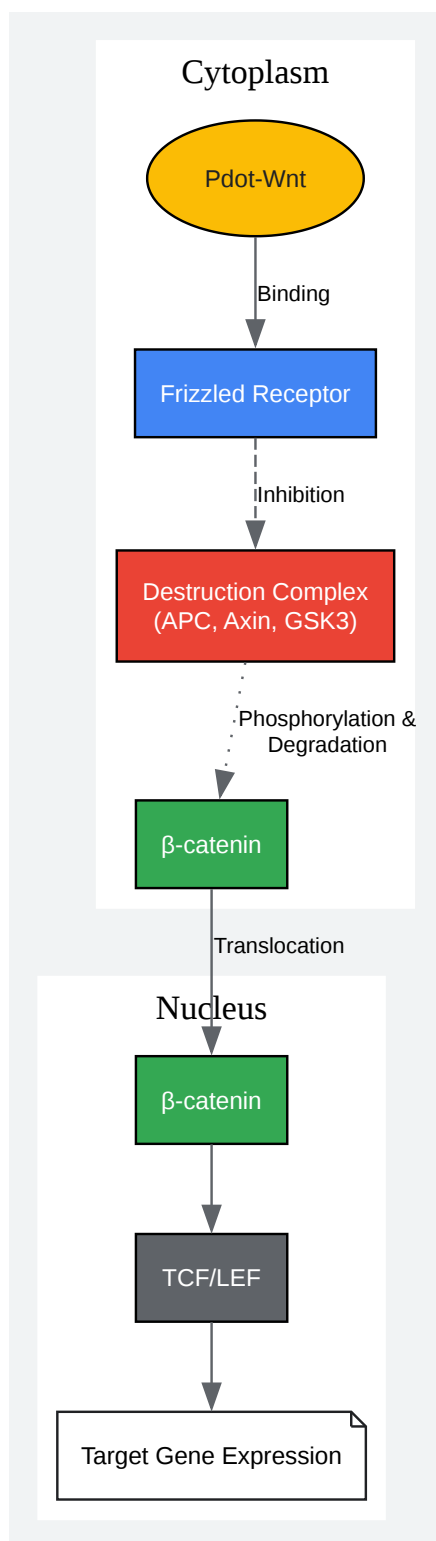 Cytoplasm
Pdot-Wnt
Binding
Frizzled Receptor
Inhibition
Destruction Complex
(APC, Axin, GSK3)
Phosphorylation &
Degradation
β-catenin
Translocation
Nucleus
β-catenin
TCF/LEF
Target Gene Expression